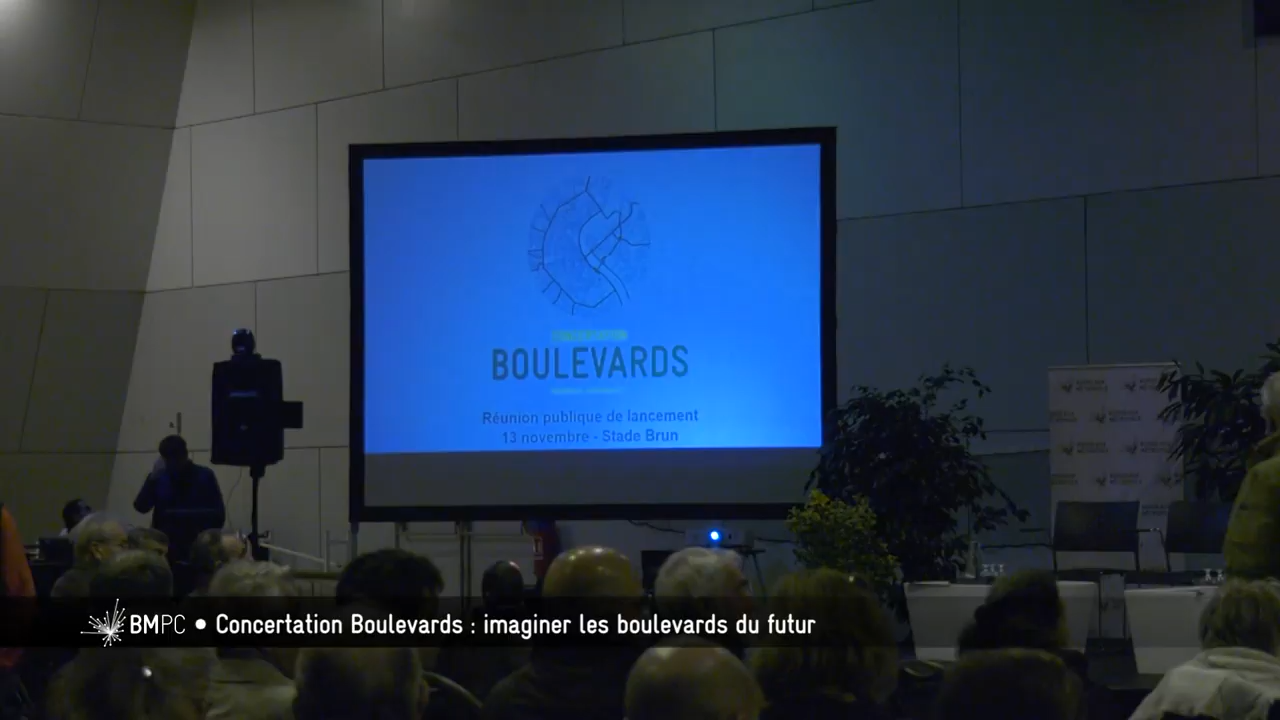 BOULEVARDS
Réunion publique de lancement
13 novembre - Stade Brun
BMPC • Concertation Boulevards : imaginer les boulevards du futur